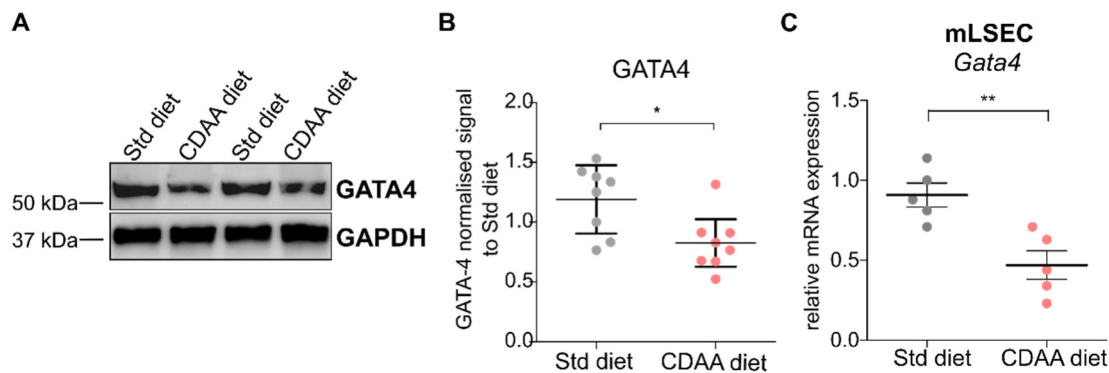 A
Std diet
CDAA diet
Std diet
CDAA diet
50 kDa
GATA4
37 kDa
GAPDH
B
GATA4
GATA-4 normalised signal
to Std diet
2.0
1.5
1.0
0.5
0.0
*
Std diet
CDAA diet
C
mLSEC
Gata4
relative mRNA expression
1.5
1.0
0.5
0.0
**
Std diet
CDAA diet